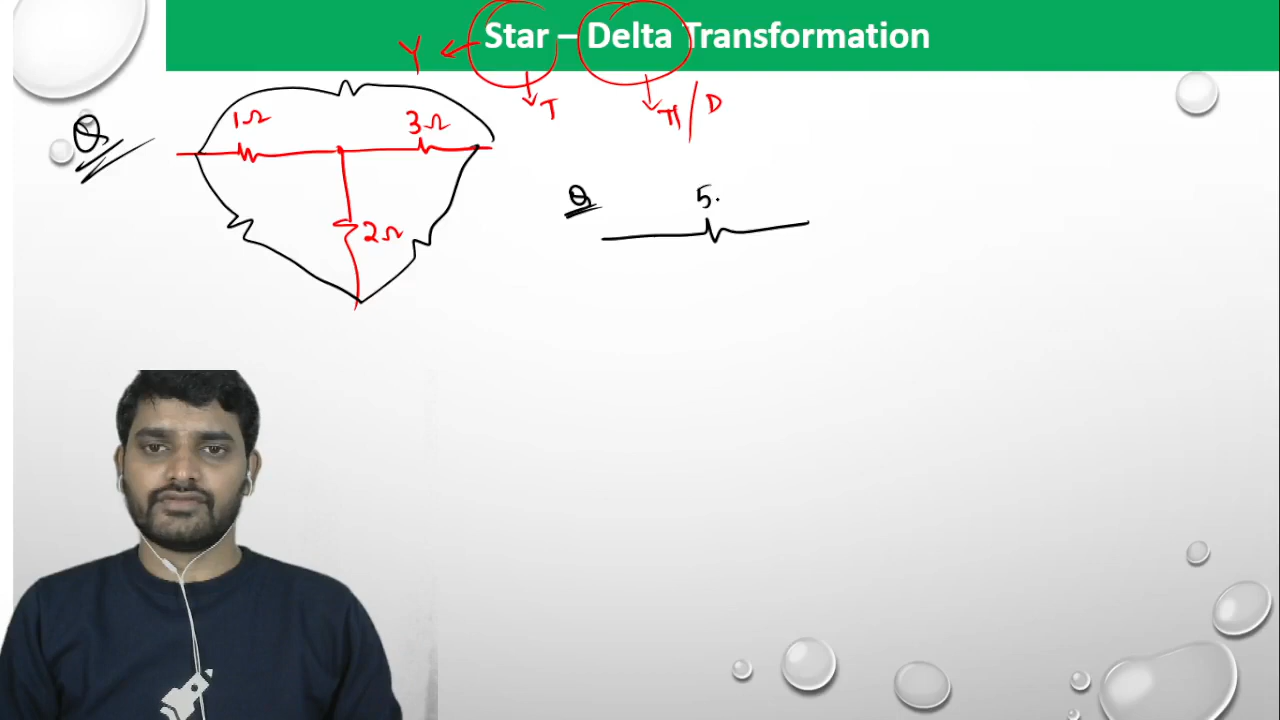 Star – Delta Transformation
Y
T
π / D
Q
1Ω
3Ω
2Ω
Q
5.